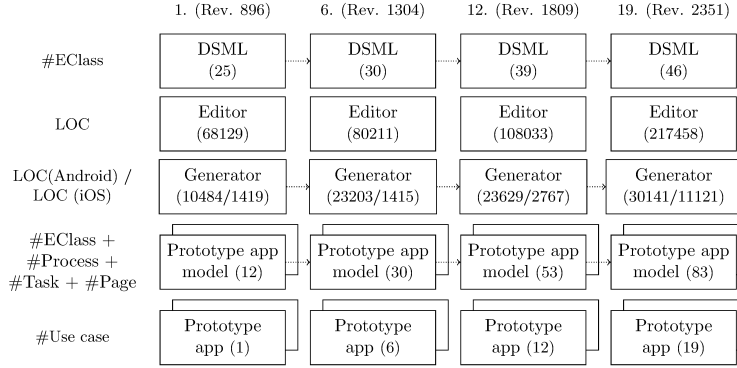 1. (Rev. 896) 6. (Rev. 1304) 12. (Rev. 1809) 19. (Rev. 2351)
#EClass
DSML
(25)
DSML
(30)
DSML
(39)
DSML
(46)
LOC
Editor
(68129)
Editor
(80211)
Editor
(108033)
Editor
(217458)
LOC(Android) /
LOC (iOS)
Generator
(10484/1419)
Generator
(23203/1415)
Generator
(23629/2767)
Generator
(30141/11121)
#EClass +
#Process +
#Task + #Page
Prototype app
model (12)
Prototype app
model (30)
Prototype app
model (53)
Prototype app
model (83)
#Use case
Prototype
app (1)
Prototype
app (6)
Prototype
app (12)
Prototype
app (19)